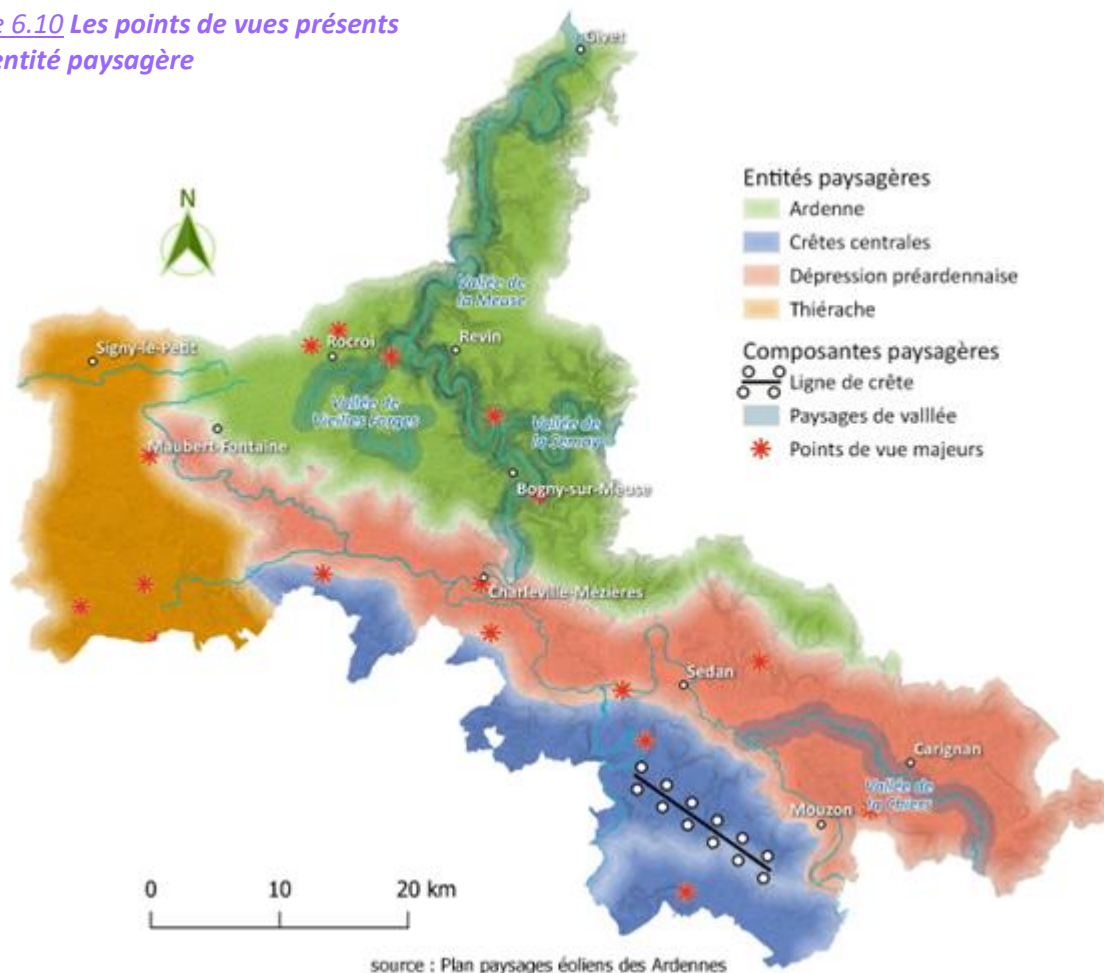 e 6.10 Les points de vues présents
entité paysagère
Givet
N
Entités paysagères
Ardenne
Crêtes centrales
Dépression préardennaise
Thiérache
Composantes paysagères
Ligne de crête
Paysages de valllée
Points de vue majeurs
Vallée de
la Meuse
Signy-le-Petit
Rocroi
Revin
Vallée de
Vieilles Forges
Vallée de
la Semoy
Maubert-Fontaine
Bogny-sur-Meuse
Charleville-Mézières
Sedan
Carignan
Vallée de
la Chiers
Mouzon
0 10 20 km
source : Plan paysages éoliens des Ardennes